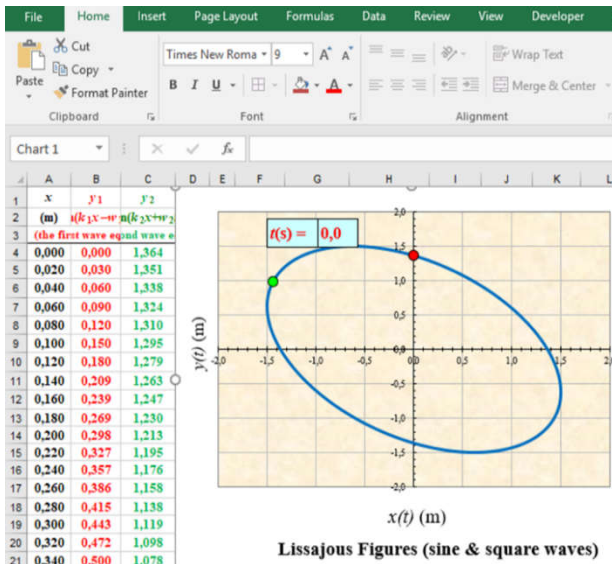 File Home Insert Page Layout Formulas Data Review View Developer
Cut
Copy
Format Painter
Paste
Clipboard
Times New Roma 9 A A
B I U A
Font
Wrap Text
Merge & Center
Alignment
Chart 1 fx
A B C D E F G H I J K L
1 x y1 y2
2 (m)
3 (the first wave
4 0,000 0,000 1,364
5 0,020 0,030 1,351
6 0,040 0,060 1,338
7 0,060 0,090 1,324
8 0,080 0,120 1,310
9 0,100 0,150 1,295
10 0,120 0,180 1,279
11 0,140 0,209 1,263
12 0,160 0,239 1,247
13 0,180 0,269 1,230
14 0,200 0,298 1,213
15 0,220 0,327 1,195
16 0,240 0,357 1,176
17 0,260 0,386 1,158
18 0,280 0,415 1,138
19 0,300 0,443 1,119
20 0,320 0,472 1,098
21 0,340 0,500 1,078
t(s) = 0,0
2,0
1,5
1,0
0,5
-2,0 -1,5 -1,0 -0,5 0,0 0,5 1,0 1,5
-0,5
-1,0
-1,5
-2,0
y(t) (m)
x(t) (m)
Lissajous Figures (sine & square waves)